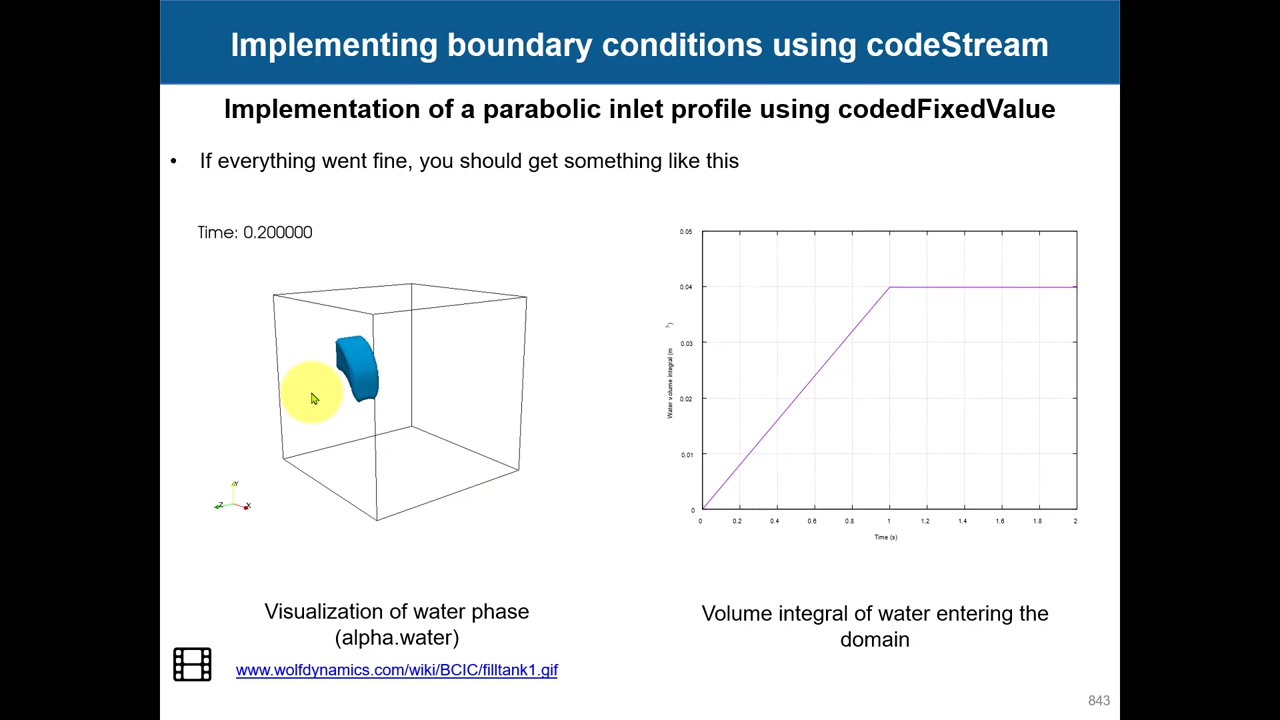 Implementing boundary conditions using codeStream
Implementation of a parabolic inlet profile using codedFixedValue
• If everything went fine, you should get something like this
Time: 0.200000
Y
Z
X
0.05
0.04
0.03
0.02
0.01
0
Water volume integral (m3)
0 0.2 0.4 0.6 0.8 1 1.2 1.4 1.6 1.8 2
Time (s)
Visualization of water phase
(alpha.water)
Volume integral of water entering the
domain
www.wolfdynamics.com/wiki/BCIC/filltank1.gif
843